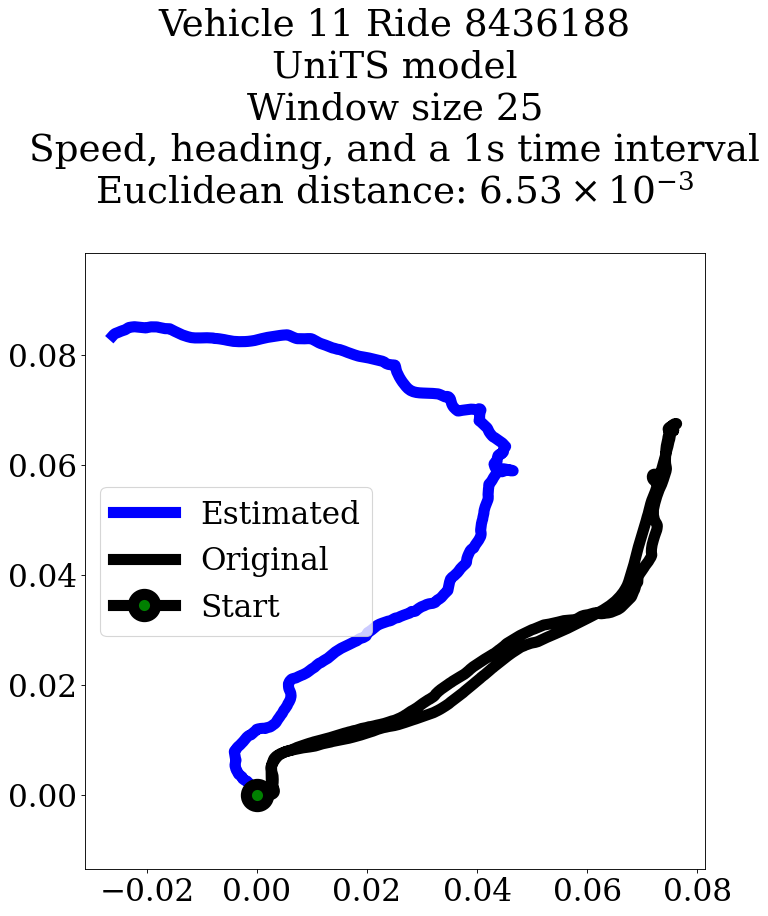 Vehicle 11 Ride 8436188
UniTS model
Window size 25
Speed, heading, and a 1s time interval
Euclidean distance: 6.53 × 10⁻³
0.08
0.06
Estimated
Original
0.04
Start
0.02
0.00
−0.02 0.00 0.02 0.04 0.06 0.08